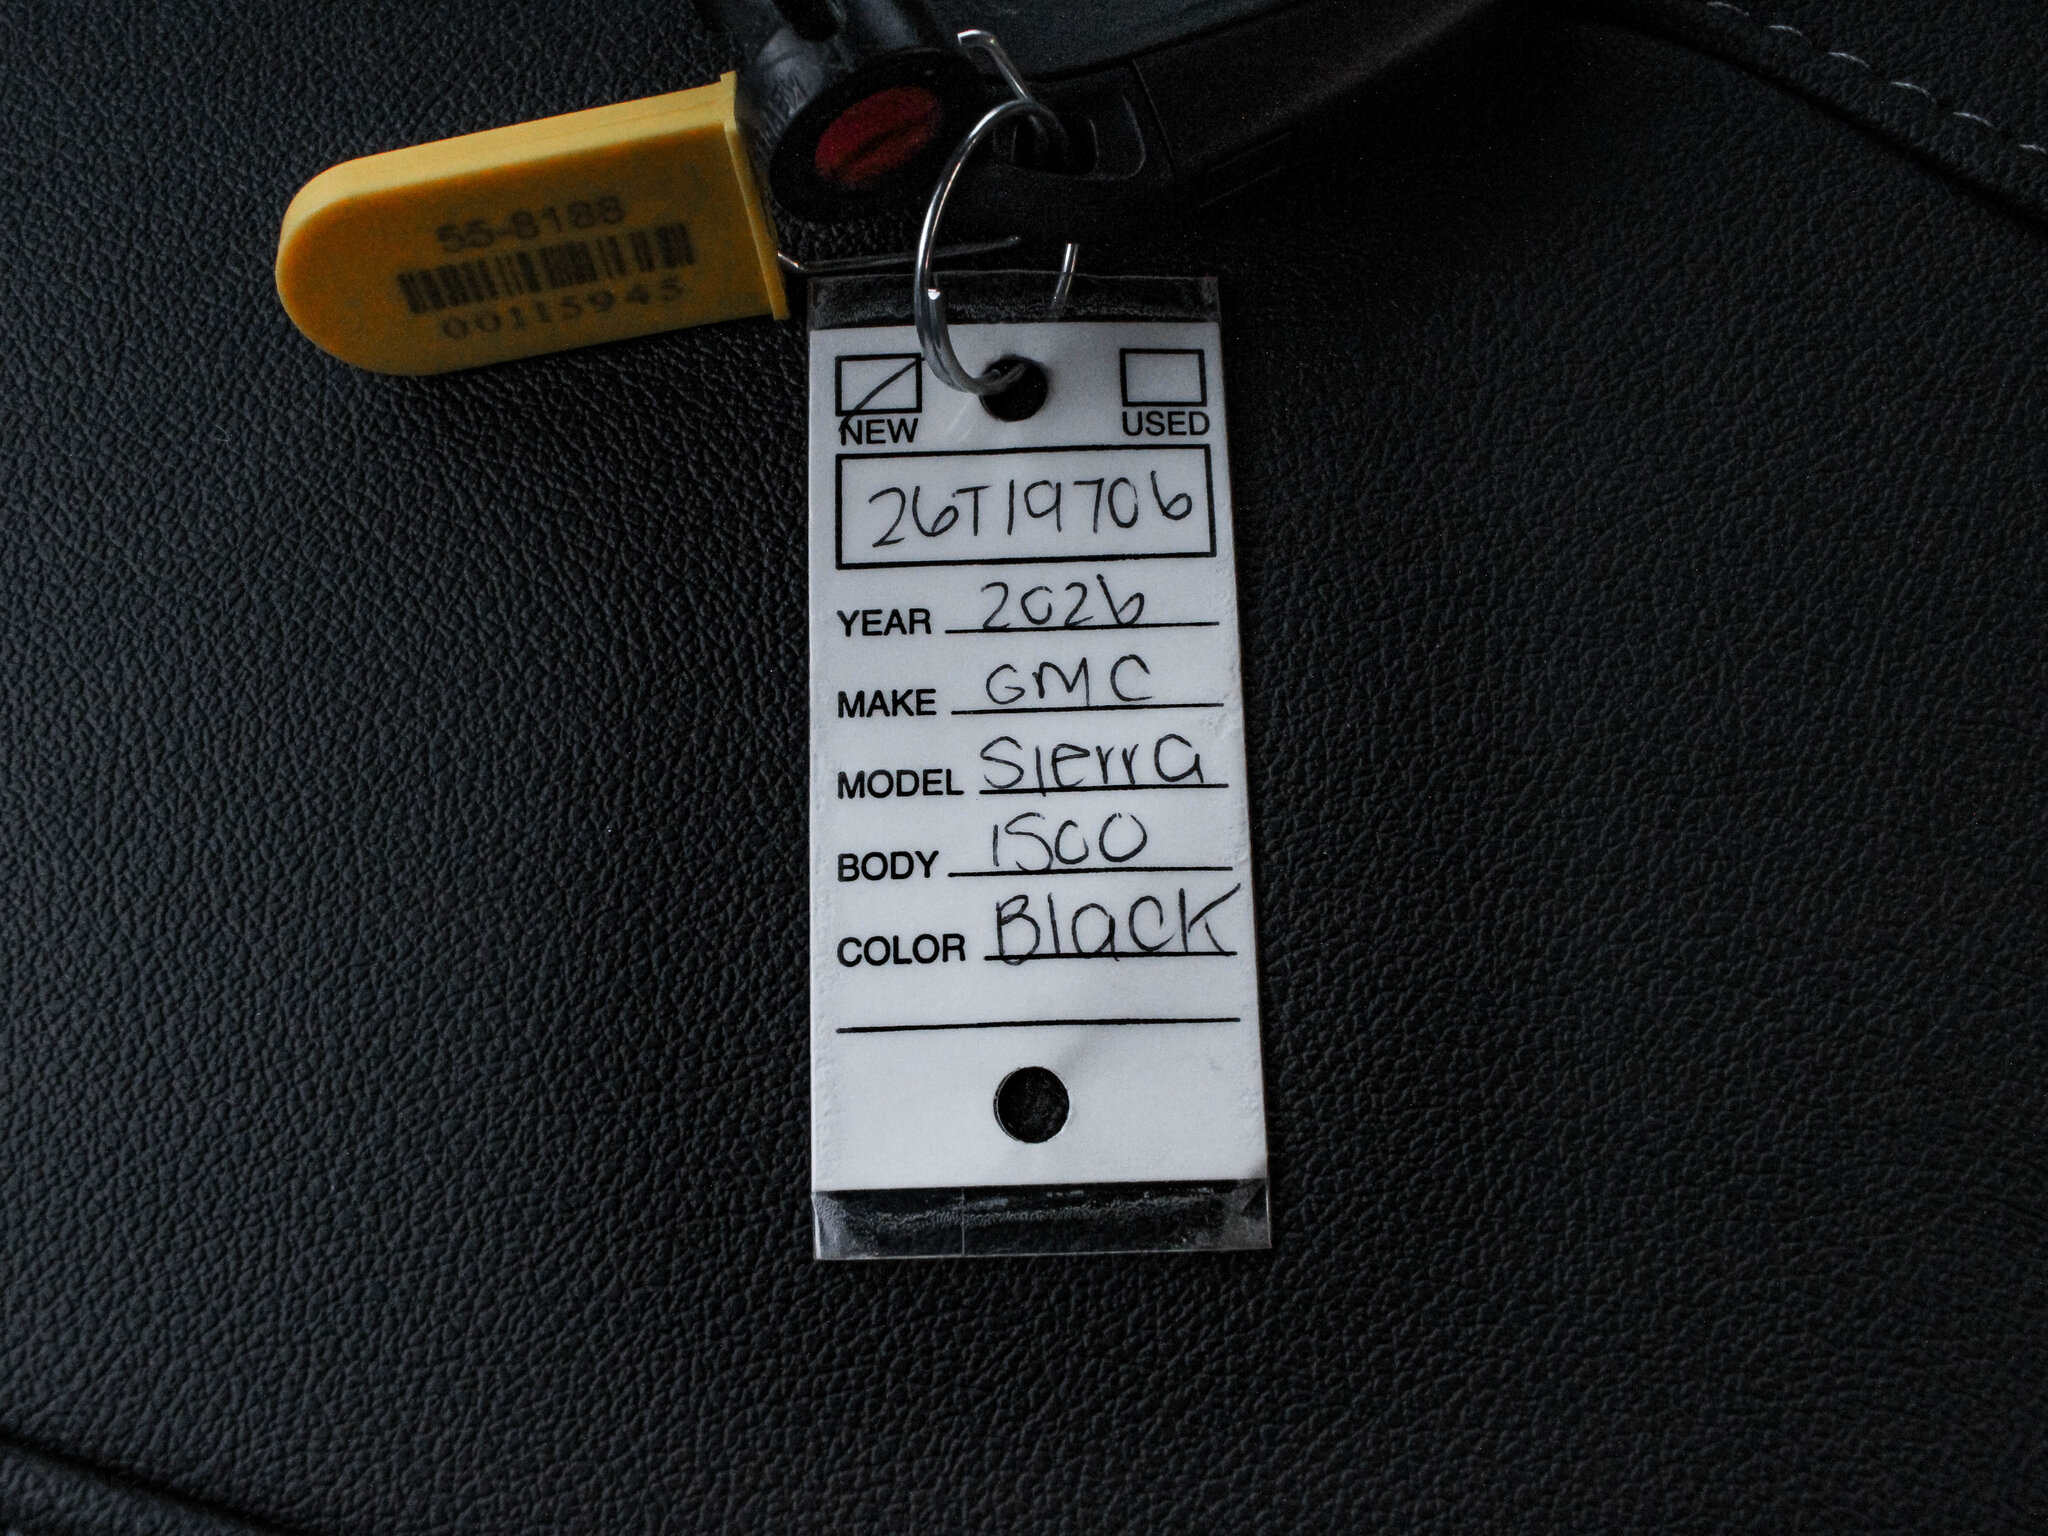 55-8188
00115945
NEW USED
26T19706
YEAR 2026
MAKE GMC
MODEL Sierra
BODY 1500
COLOR Black